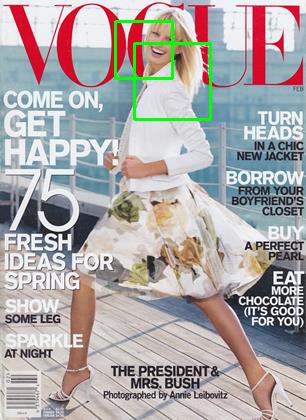 VOGUE
FEB
COME ON,
GET
HAPPY!
75
FRESH
IDEAS FOR
SPRING
SHOW
SOME LEG
SPARKLE
AT NIGHT
TURN
HEADS
IN A CHIC
NEW JACKET
BORROW
FROM YOUR
BOYFRIEND'S
CLOSET
BUY
A PERFECT
PEARL
EAT
MORE
CHOCOLATE
(IT'S GOOD
FOR YOU)
THE PRESIDENT &
MRS. BUSH
Photographed by Annie Leibovitz